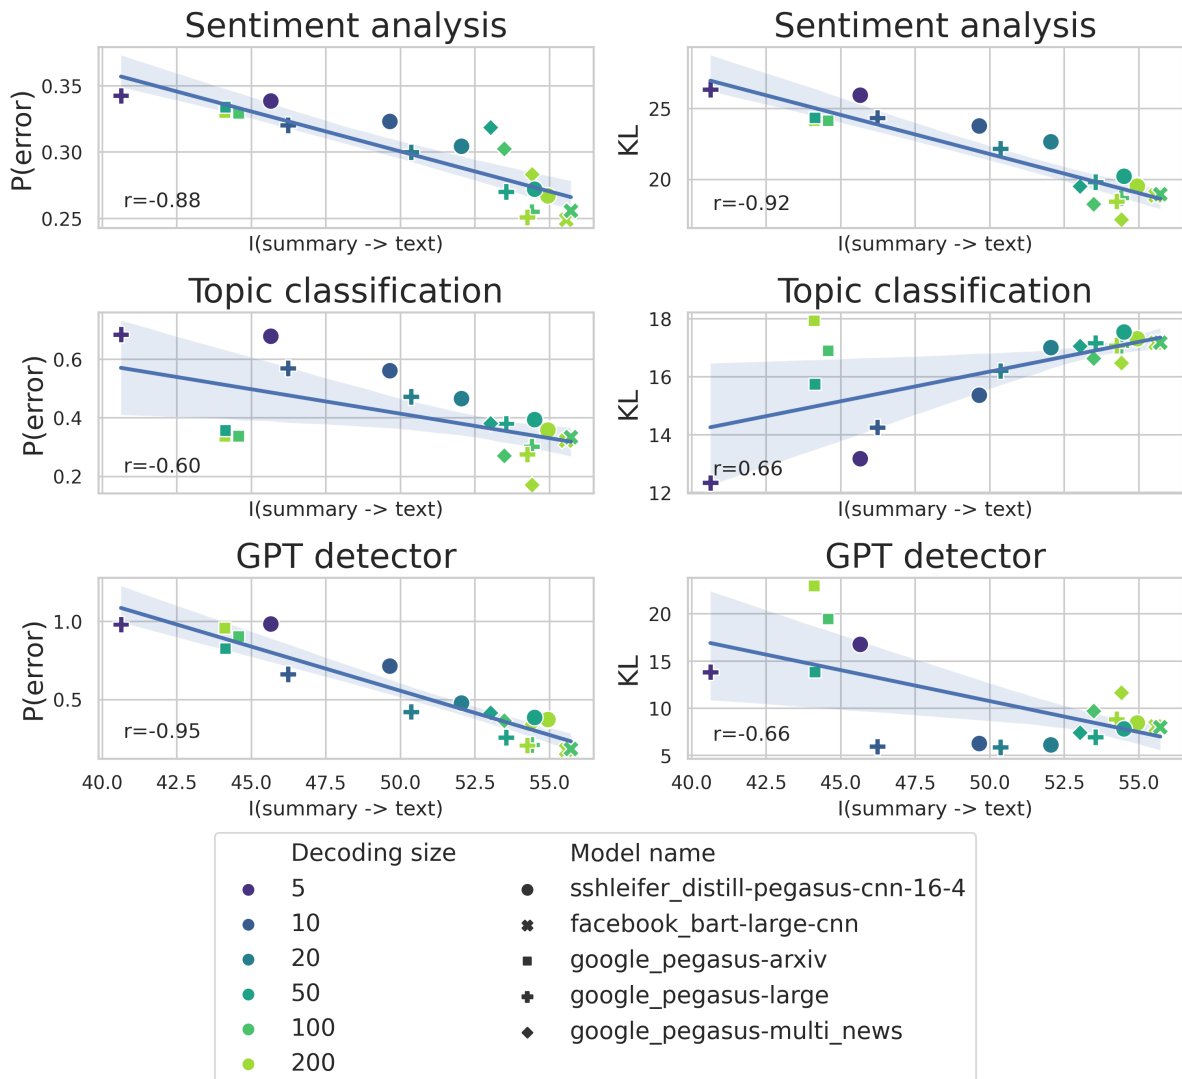 Sentiment analysis
P(error)
0.35
0.30
0.25
r=-0.88
I(summary -> text)
Sentiment analysis
KL
25
20
r=-0.92
I(summary -> text)
Topic classification
P(error)
0.6
0.4
0.2
r=-0.60
I(summary -> text)
Topic classification
KL
18
16
14
12
r=0.66
I(summary -> text)
GPT detector
P(error)
1.0
0.5
r=-0.95
40.0 42.5 45.0 47.5 50.0 52.5 55.0
I(summary -> text)
GPT detector
KL
20
15
10
5
r=-0.66
40.0 42.5 45.0 47.5 50.0 52.5 55.0
I(summary -> text)
Decoding size
5
10
20
50
100
200
Model name
sshleifer_distill-pegasus-cnn-16-4
facebook_bart-large-cnn
google_pegasus-arxiv
google_pegasus-large
google_pegasus-multi_news